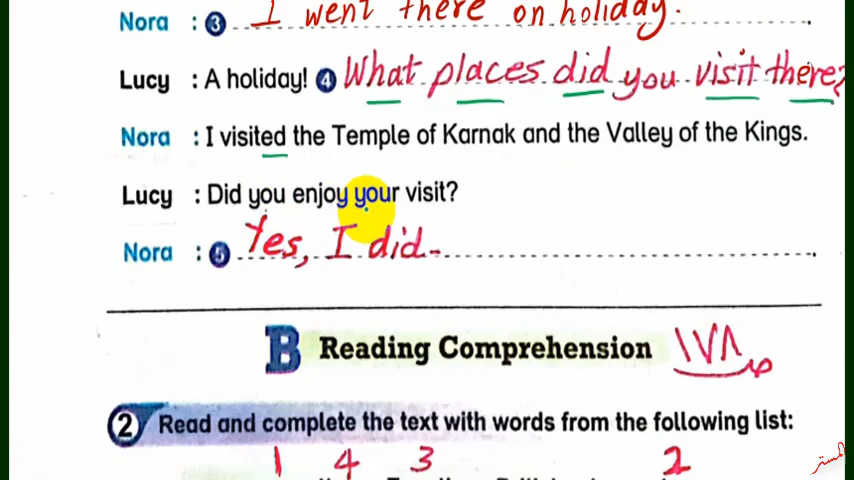 Nora : 3 I went there on holiday.
Lucy : A holiday! 4 What places did you visit there?
Nora : I visited the Temple of Karnak and the Valley of the Kings.
Lucy : Did you enjoy your visit?
Nora : 5 Yes, I did.
B Reading Comprehension ١٧٨ ص
2 Read and complete the text with words from the following list:
1 4 3 2